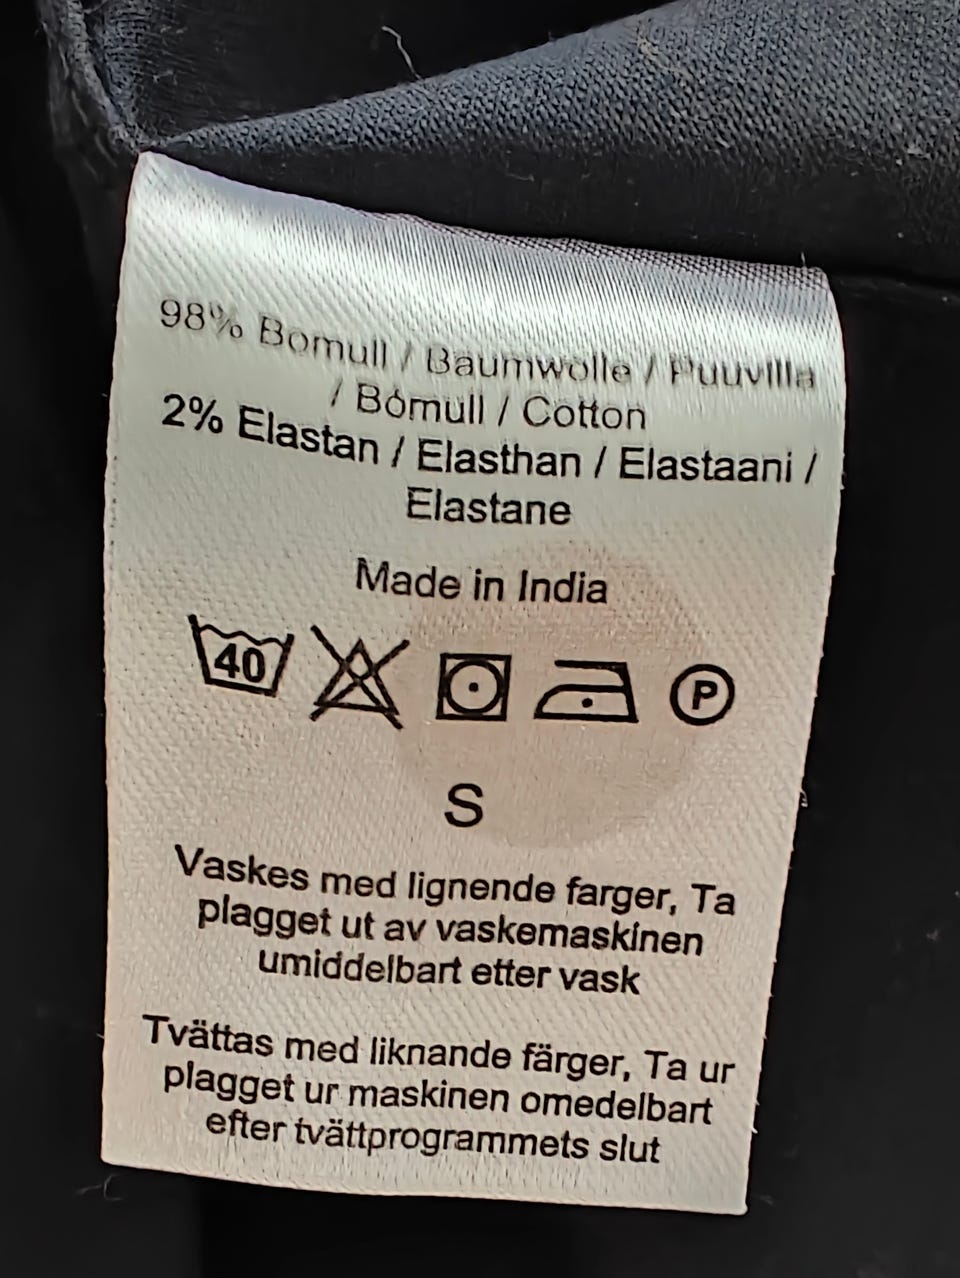 98% Bomull / Baumwolle / Puuvilla
/ Bómull / Cotton
2% Elastan / Elasthan / Elastaani /
Elastane
Made in India
40 P
S
Vaskes med lignende farger, Ta
plagget ut av vaskemaskinen
umiddelbart etter vask
Tvättas med liknande färger, Ta ur
plagget ur maskinen omedelbart
efter tvättprogrammets slut